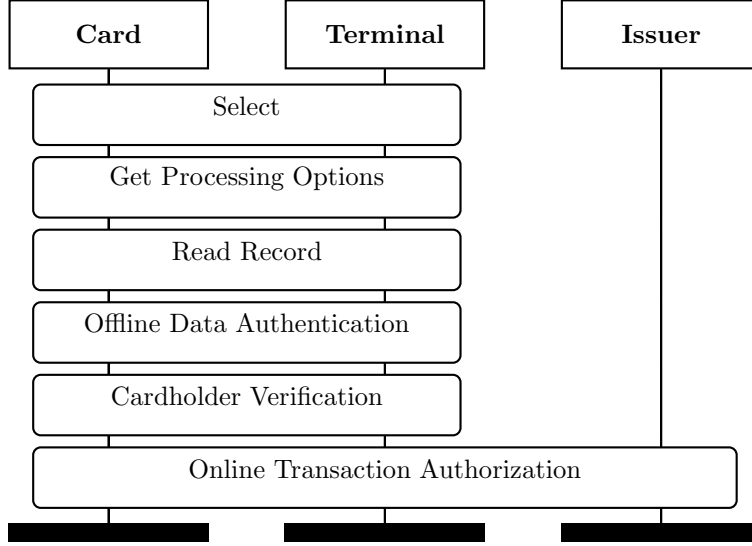 Card
Terminal
Issuer
Select
Get Processing Options
Read Record
Offline Data Authentication
Cardholder Verification
Online Transaction Authorization